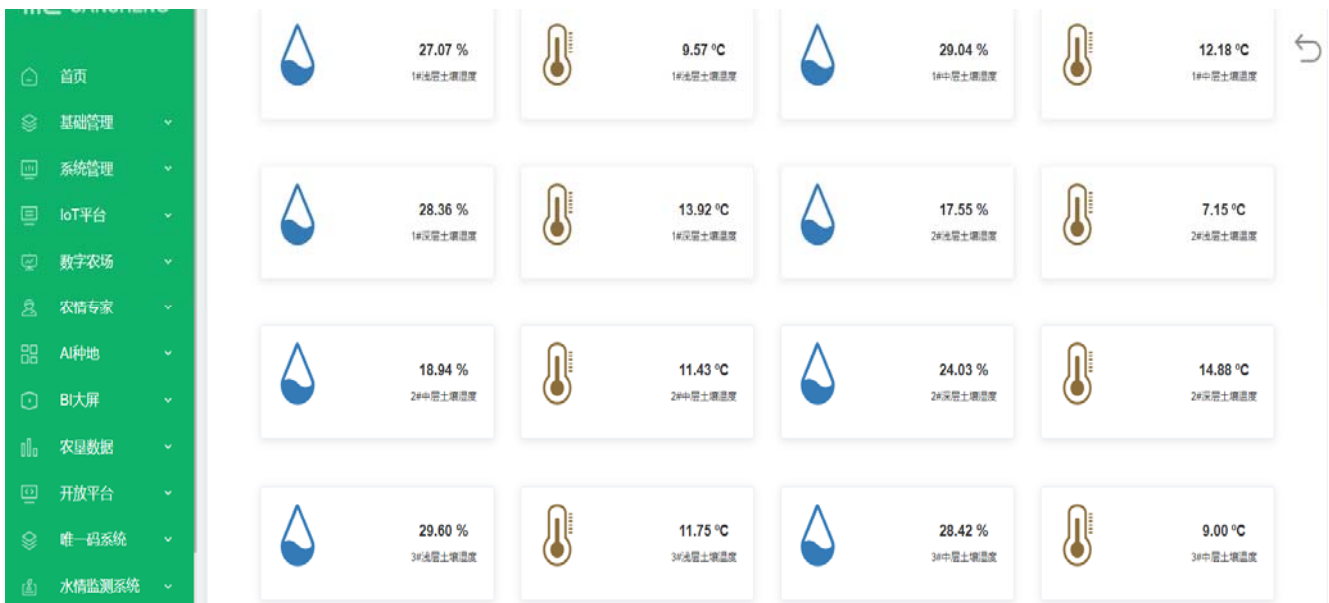 首页
基础管理
系统管理
IoT平台
数字农场
农情专家
AI种地
BI大屏
农垦数据
开放平台
唯一码系统
水情监测系统
27.07 %
1#浅层土壤湿度
9.57 ℃
1#浅层土壤温度
29.04 %
1#中层土壤湿度
12.18 ℃
1#中层土壤温度
28.36 %
1#深层土壤湿度
13.92 ℃
1#深层土壤温度
17.55 %
2#浅层土壤湿度
7.15 ℃
2#浅层土壤温度
18.94 %
2#中层土壤湿度
11.43 ℃
2#中层土壤温度
24.03 %
2#深层土壤湿度
14.88 ℃
2#深层土壤温度
29.60 %
3#浅层土壤湿度
11.75 ℃
3#浅层土壤温度
28.42 %
3#中层土壤湿度
9.00 ℃
3#中层土壤温度